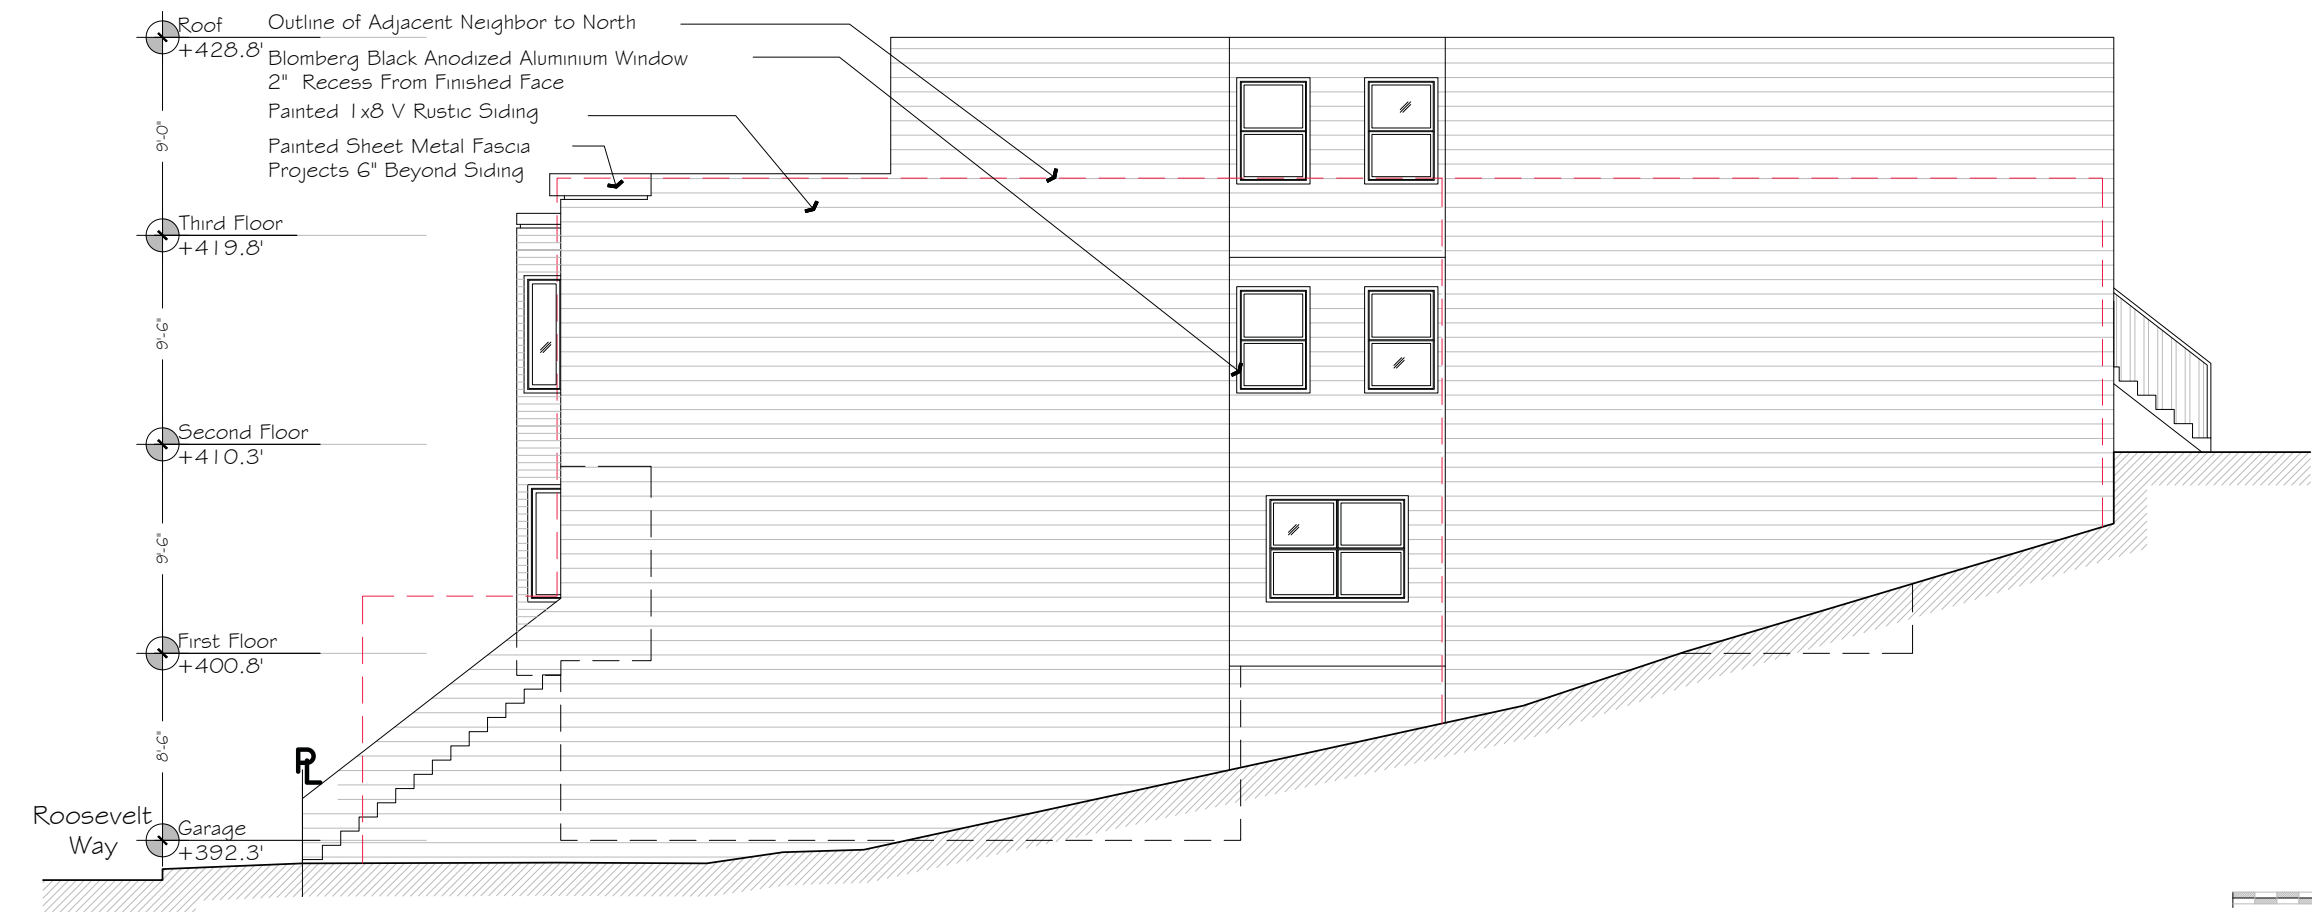 Roof
+428.8'
Outline of Adjacent Neighbor to North
Blomberg Black Anodized Aluminium Window
2" Recess From Finished Face
Painted 1x8 V Rustic Siding
Painted Sheet Metal Fascia
Projects 6" Beyond Siding
9'-0"
Third Floor
+419.8'
9'-6"
Second Floor
+410.3'
9'-6"
First Floor
+400.8'
8'-6"
PL
Roosevelt
Way
Garage
+392.3'